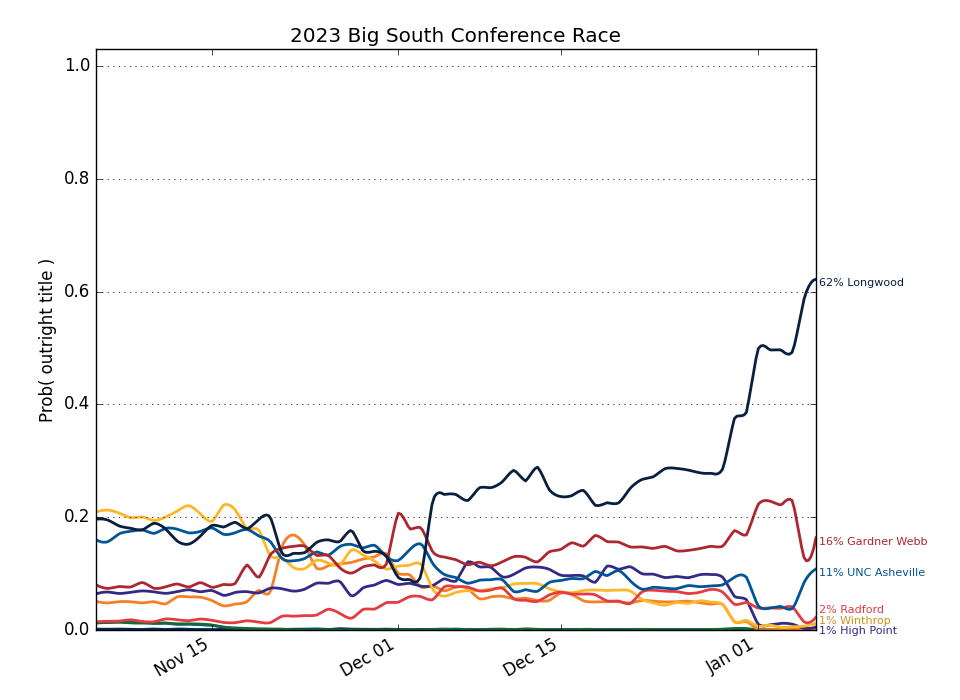 2023 Big South Conference Race
Prob( outright title )
1.0
0.8
0.6
0.4
0.2
0.0
Nov 15
Dec 01
Dec 15
Jan 01
62% Longwood
16% Gardner Webb
11% UNC Asheville
2% Radford
1% Winthrop
1% High Point